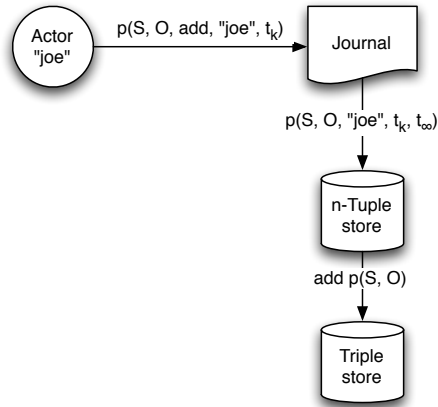 Actor
"joe"
p(S, O, add, "joe", tₖ)
Journal
p(S, O, "joe", tₖ, t∞)
n-Tuple
store
add p(S, O)
Triple
store